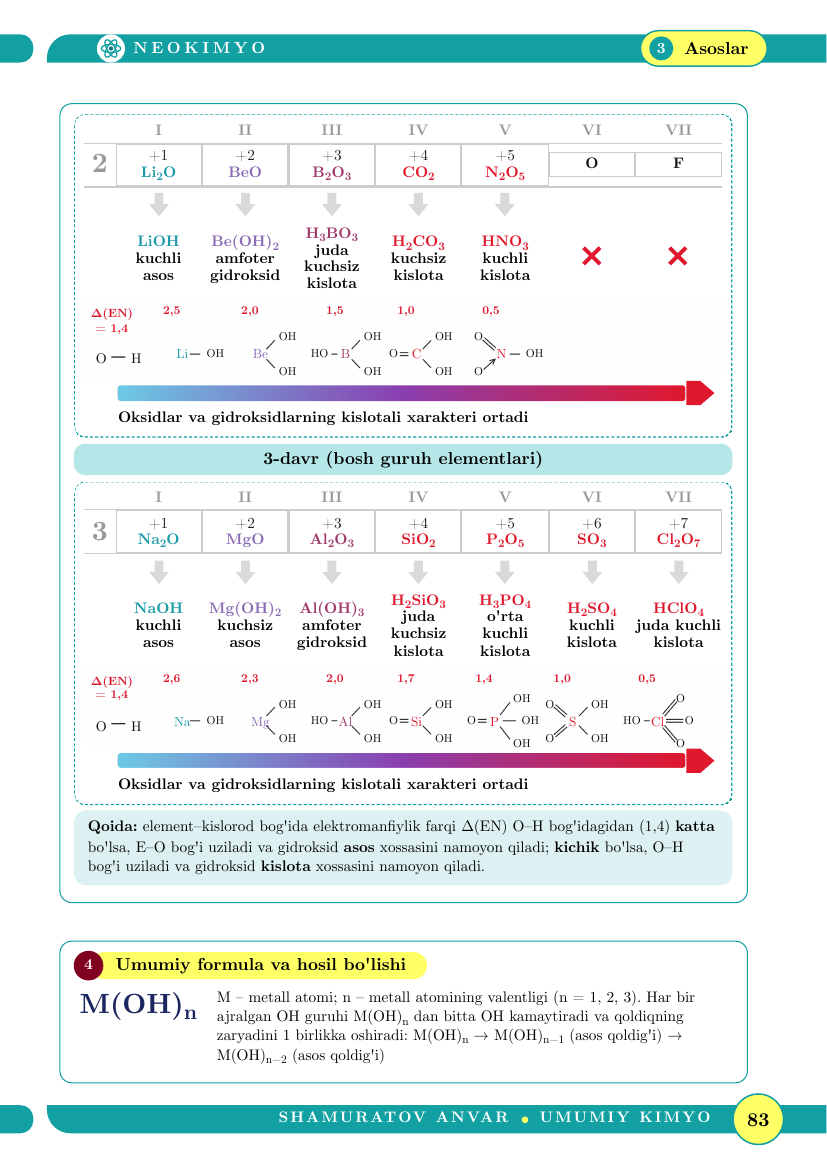 NEOKIMYO
3 Asoslar
I II III IV V VI VII
2 +1 +2 +3 +4 +5 O F
Li₂O BeO B₂O₃ CO₂ N₂O₅
LiOH kuchli asos
Be(OH)₂ amfoter gidroksid
H₃BO₃ juda kuchsiz kislota
H₂CO₃ kuchsiz kislota
HNO₃ kuchli kislota
Δ(EN) = 1,4 2,5 2,0 1,5 1,0 0,5
O — H
Li — OH
Be OH OH
HO – B OH OH
O = C OH OH
O O N — OH
Oksidlar va gidroksidlarning kislotali xarakteri ortadi
3-davr (bosh guruh elementlari)
I II III IV V VI VII
3 +1 +2 +3 +4 +5 +6 +7
Na₂O MgO Al₂O₃ SiO₂ P₂O₅ SO₃ Cl₂O₇
NaOH kuchli asos
Mg(OH)₂ kuchsiz asos
Al(OH)₃ amfoter gidroksid
H₂SiO₃ juda kuchsiz kislota
H₃PO₄ o'rta kuchli kislota
H₂SO₄ kuchli kislota
HClO₄ juda kuchli kislota
Δ(EN) = 1,4 2,6 2,3 2,0 1,7 1,4 1,0 0,5
O — H
Na — OH
Mg OH OH
HO – Al OH OH
O = Si OH OH
O = P OH OH OH
O O S OH OH
HO – Cl O O O
Oksidlar va gidroksidlarning kislotali xarakteri ortadi
Qoida: element–kislorod bog'ida elektromanfiylik farqi Δ(EN) O–H bog'idagidan (1,4) katta
bo'lsa, E–O bog'i uziladi va gidroksid asos xossasini namoyon qiladi; kichik bo'lsa, O–H
bog'i uziladi va gidroksid kislota xossasini namoyon qiladi.
4 Umumiy formula va hosil bo'lishi
M(OH)ₙ
M – metall atomi; n – metall atomining valentligi (n = 1, 2, 3). Har bir
ajralgan OH guruhi M(OH)ₙ dan bitta OH kamaytiradi va qoldiqning
zaryadini 1 birlikka oshiradi: M(OH)ₙ → M(OH)ₙ₋₁ (asos qoldig'i) →
M(OH)ₙ₋₂ (asos qoldig'i)
SHAMURATOV ANVAR • UMUMIY KIMYO 83